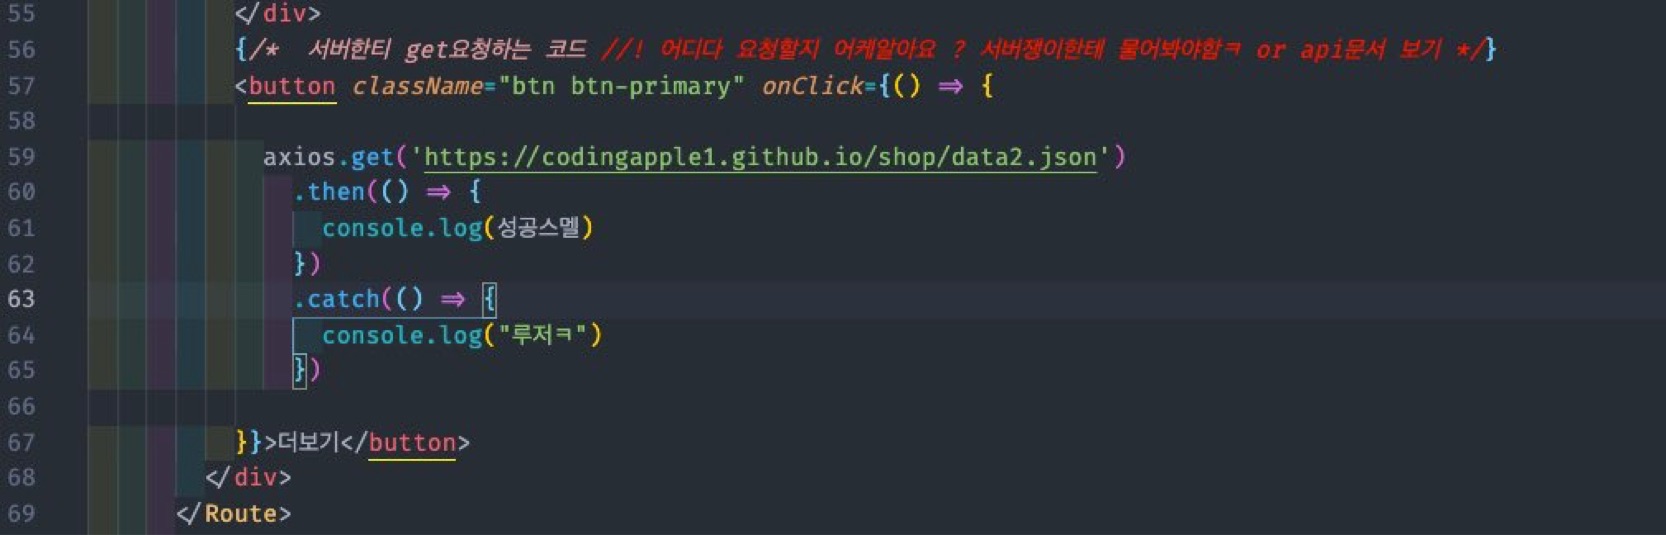 55 </div>
56 {/*  서버한티 get요청하는 코드 //! 어디다 요청할지 어케알아요 ? 서버쟁이한테 물어봐야함ㅋ or api문서 보기 */}
57 <button className="btn btn-primary" onClick={() => {
58
59 axios.get('https://codingapple1.github.io/shop/data2.json')
60 .then(() => {
61 console.log(성공스멜)
62 })
63 .catch(() => {
64 console.log("루저ㅋ")
65 })
66
67 }}>더보기</button>
68 </div>
69 </Route>